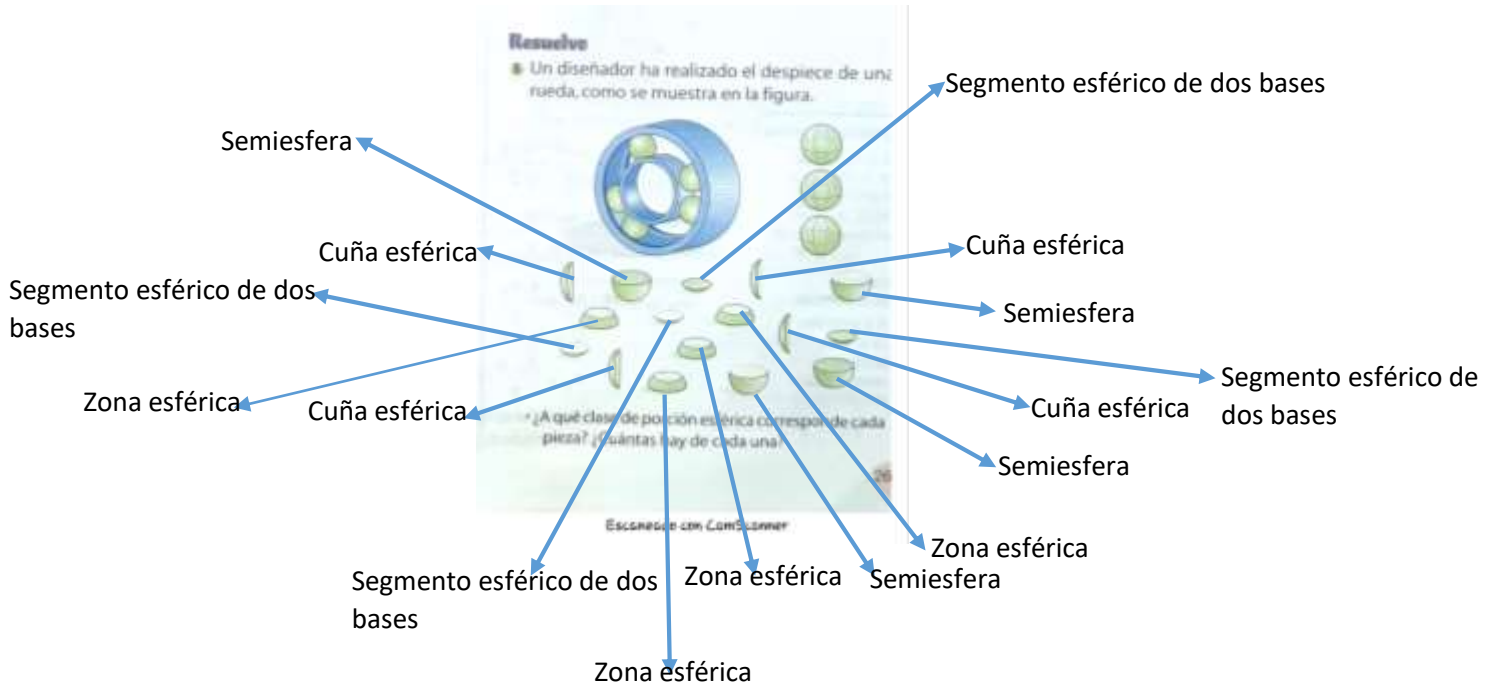 Resuelve
8 Un diseñador ha realizado el despiece de una
rueda, como se muestra en la figura.
Segmento esférico de dos bases
Semiesfera
Cuña esférica
Cuña esférica
Segmento esférico de dos
bases
Semiesfera
Zona esférica
Cuña esférica
Cuña esférica
Segmento esférico de
dos bases
• ¿A qué clase de porción esférica corresponde cada
pieza? ¿Cuántas hay de cada una?
Semiesfera
26
Escaneado con CamScanner
Zona esférica
Segmento esférico de dos
bases
Zona esférica
Semiesfera
Zona esférica